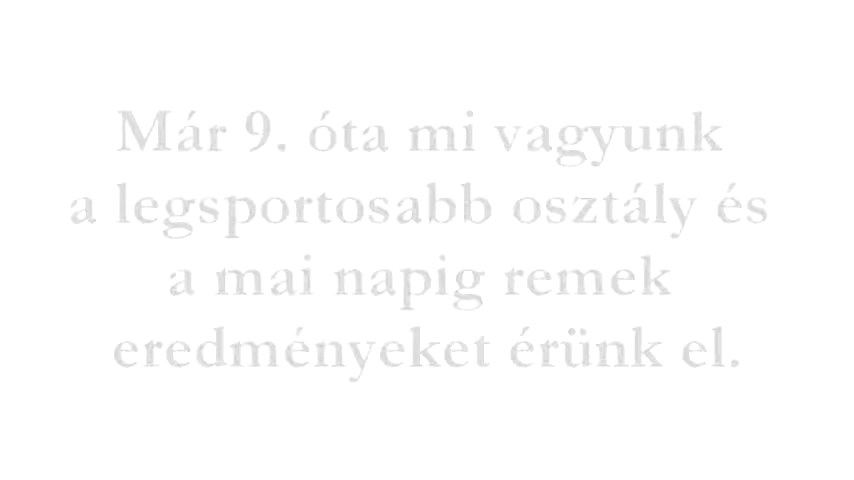 Már 9. óta mi vagyunk
a legsportosabb osztály és
a mai napig remek
eredményeket érünk el.